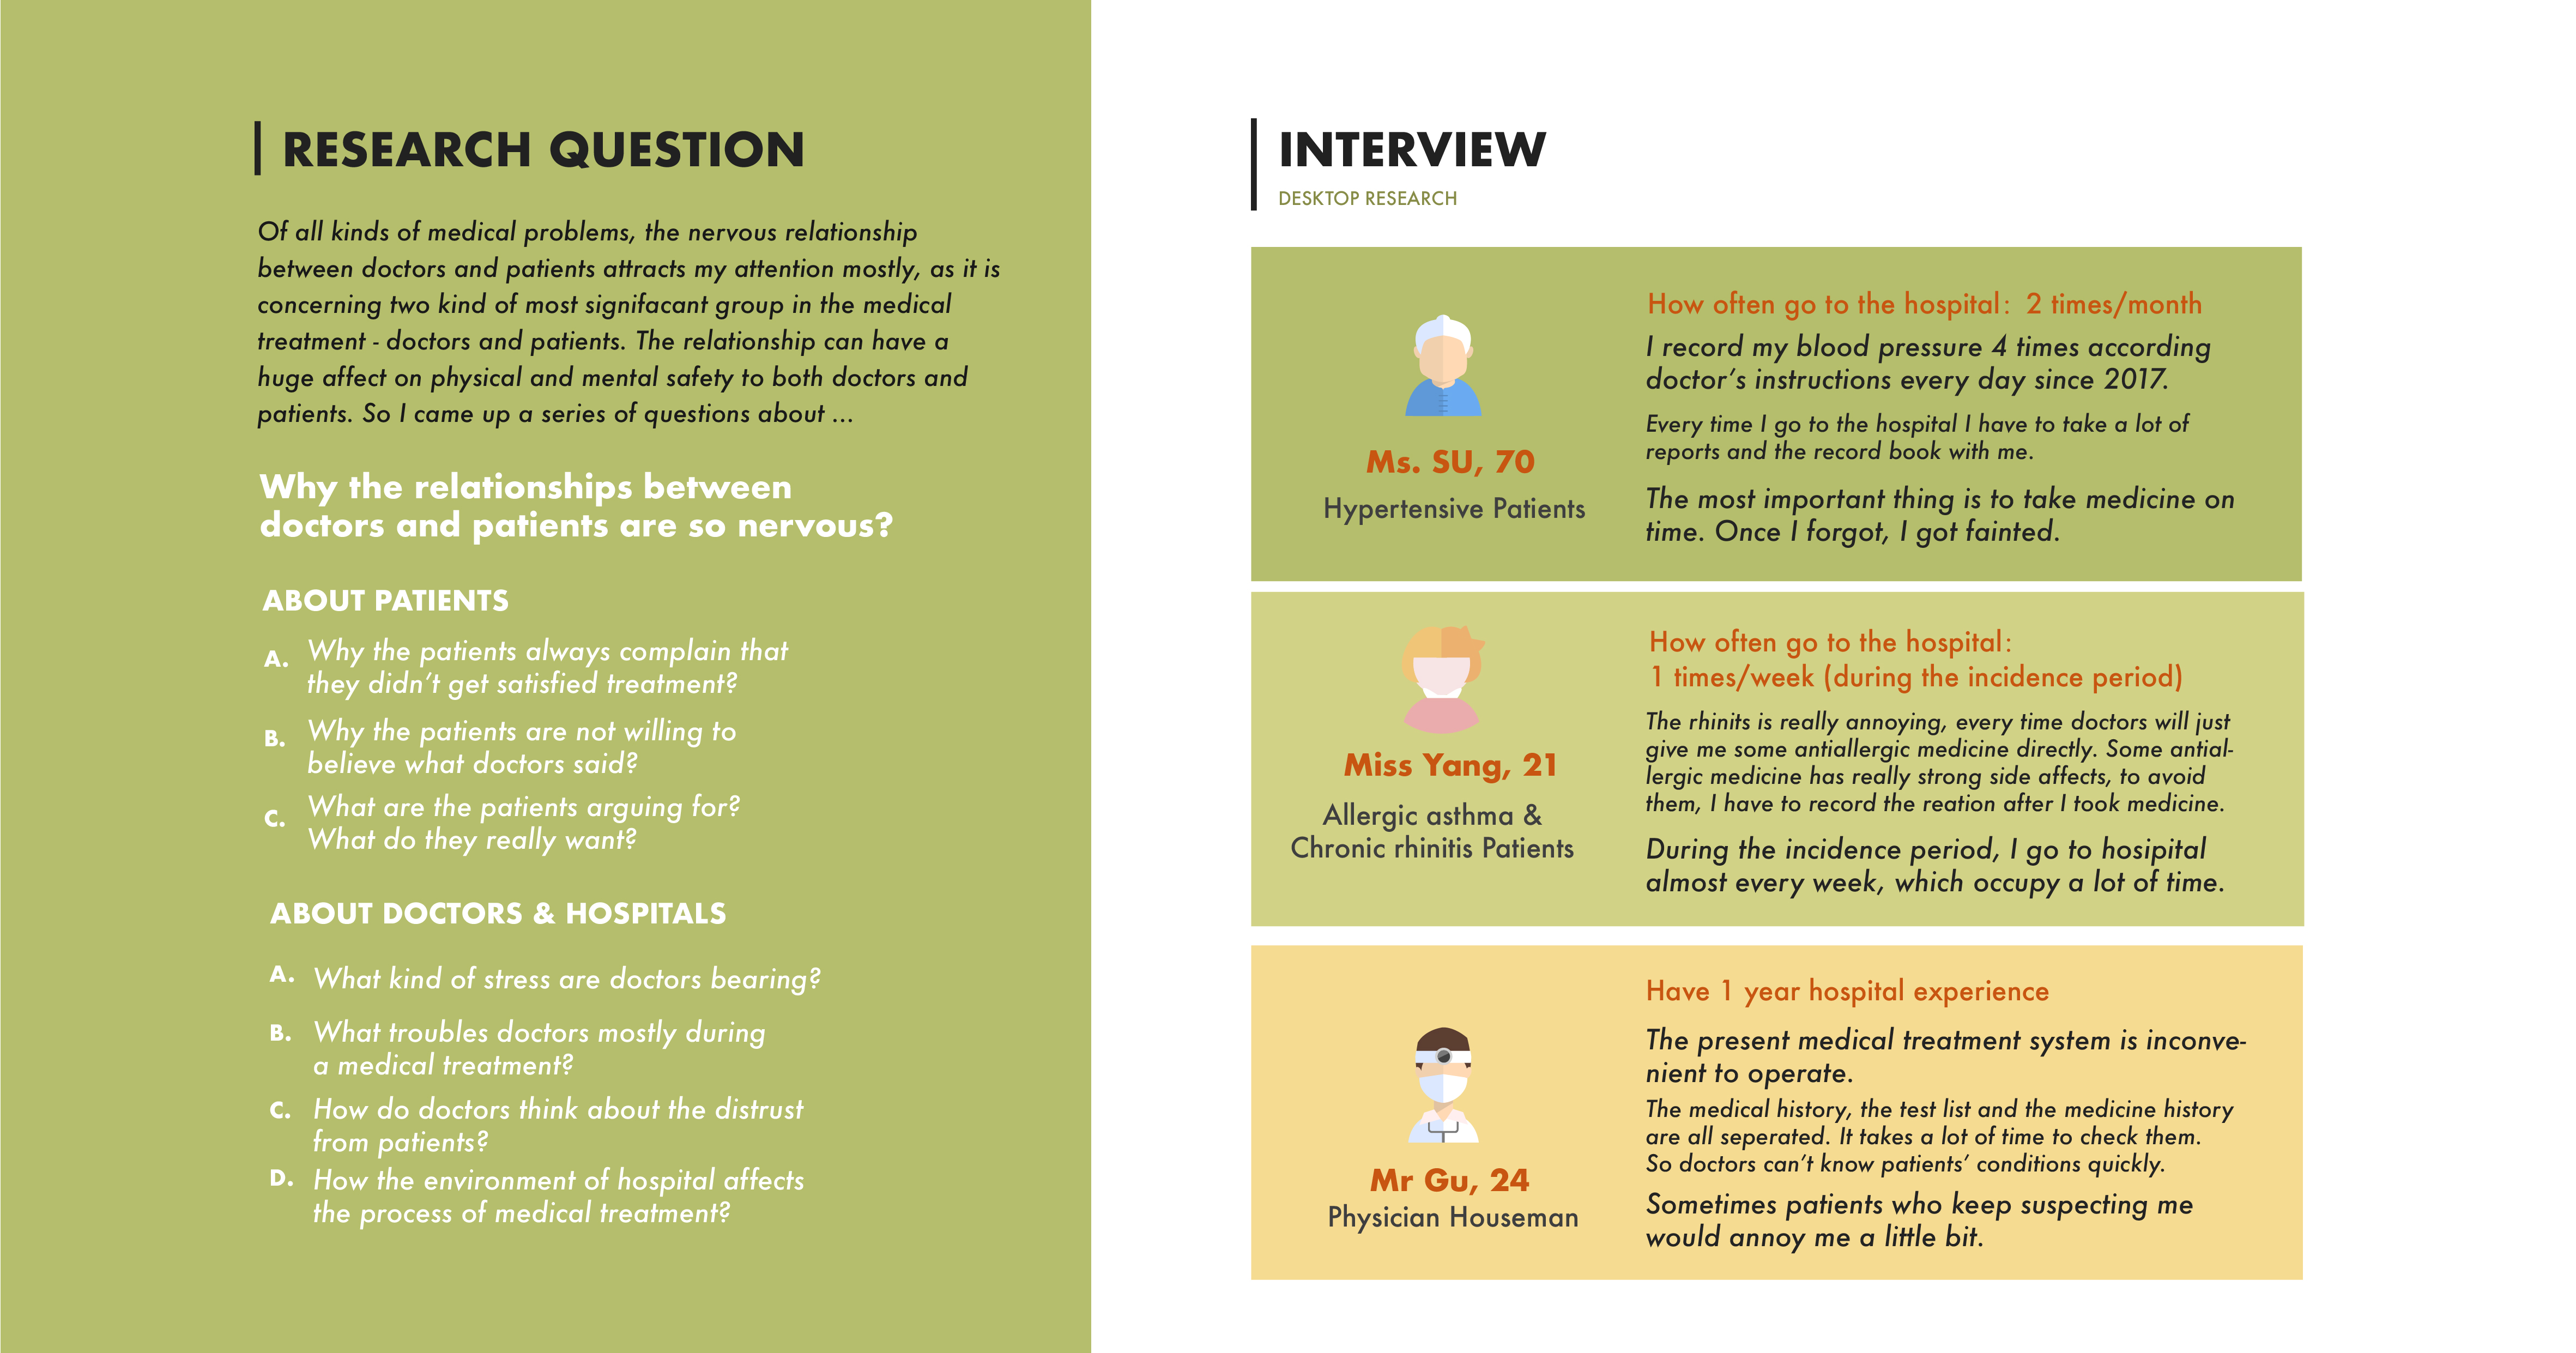 RESEARCH QUESTION
Of all kinds of medical problems, the nervous relationship
between doctors and patients attracts my attention mostly, as it is
concerning two kind of most signifacant group in the medical
treatment - doctors and patients. The relationship can have a
huge affect on physical and mental safety to both doctors and
patients. So I came up a series of questions about ...
Why the relationships between
doctors and patients are so nervous?
ABOUT PATIENTS
A. Why the patients always complain that
they didn't get satisfied treatment?
B. Why the patients are not willing to
believe what doctors said?
C. What are the patients arguing for?
What do they really want?
ABOUT DOCTORS & HOSPITALS
A. What kind of stress are doctors bearing?
B. What troubles doctors mostly during
a medical treatment?
C. How do doctors think about the distrust
from patients?
D. How the environment of hospital affects
the process of medical treatment?
INTERVIEW
DESKTOP RESEARCH
Ms. SU, 70
Hypertensive Patients
How often go to the hospital: 2 times/month
I record my blood pressure 4 times according
doctor's instructions every day since 2017.
Every time I go to the hospital I have to take a lot of
reports and the record book with me.
The most important thing is to take medicine on
time. Once I forgot, I got fainted.
Miss Yang, 21
Allergic asthma &
Chronic rhinitis Patients
How often go to the hospital:
1 times/week (during the incidence period)
The rhinits is really annoying, every time doctors will just
give me some antiallergic medicine directly. Some antial-
lergic medicine has really strong side affects, to avoid
them, I have to record the reation after I took medicine.
During the incidence period, I go to hosipital
almost every week, which occupy a lot of time.
Mr Gu, 24
Physician Houseman
Have 1 year hospital experience
The present medical treatment system is inconve-
nient to operate.
The medical history, the test list and the medicine history
are all seperated. It takes a lot of time to check them.
So doctors can't know patients' conditions quickly.
Sometimes patients who keep suspecting me
would annoy me a little bit.